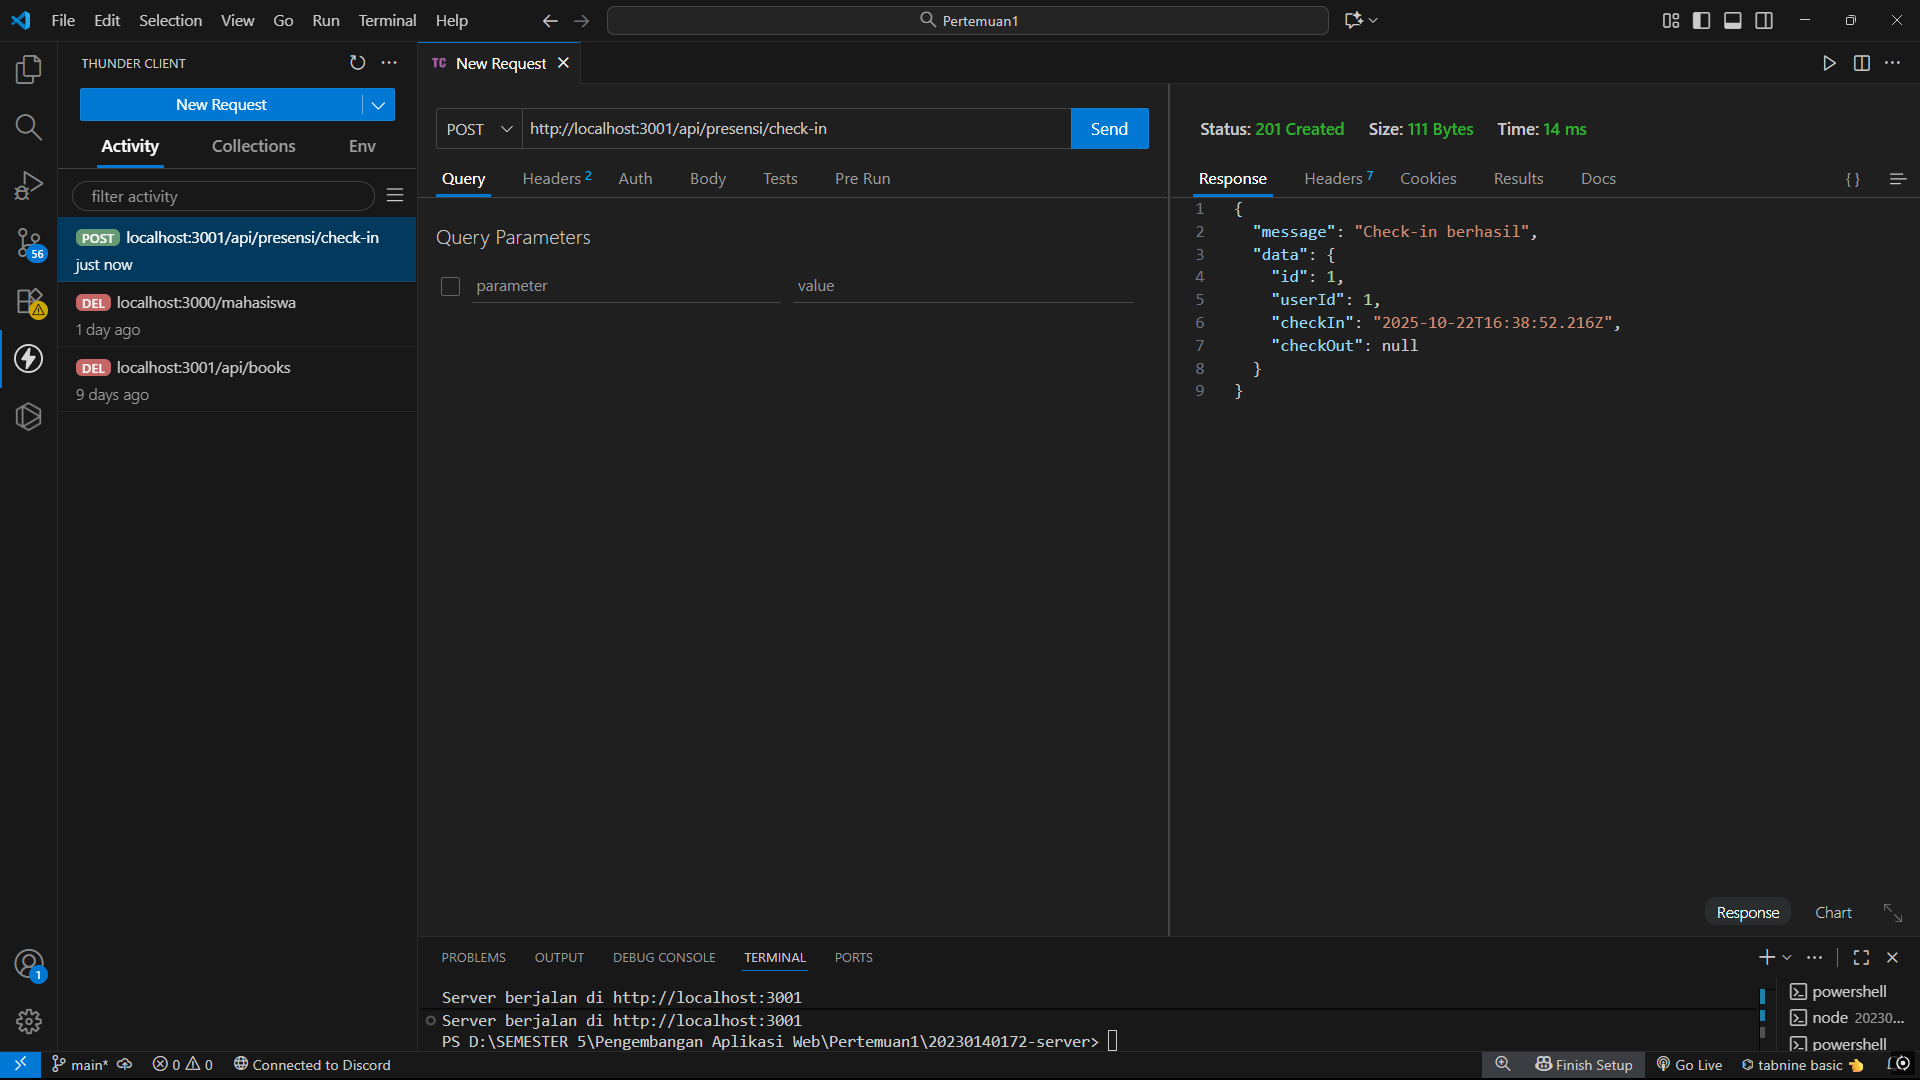 File Edit Selection View Go Run Terminal Help
Pertemuan1
THUNDER CLIENT
New Request
Activity Collections Env
filter activity
POST localhost:3001/api/presensi/check-in
just now
DEL localhost:3000/mahasiswa
1 day ago
DEL localhost:3001/api/books
9 days ago
56
1
TC New Request
POST http://localhost:3001/api/presensi/check-in Send
Query Headers 2 Auth Body Tests Pre Run
Query Parameters
parameter value
Status: 201 Created Size: 111 Bytes Time: 14 ms
Response Headers 7 Cookies Results Docs { }
1 {
2 "message": "Check-in berhasil",
3 "data": {
4 "id": 1,
5 "userId": 1,
6 "checkIn": "2025-10-22T16:38:52.216Z",
7 "checkOut": null
8 }
9 }
Response Chart
PROBLEMS OUTPUT DEBUG CONSOLE TERMINAL PORTS
Server berjalan di http://localhost:3001
Server berjalan di http://localhost:3001
PS D:\SEMESTER 5\Pengembangan Aplikasi Web\Pertemuan1\20230140172-server>
powershell
node 20230...
powershell
main* 0 0 Connected to Discord
Finish Setup Go Live tabnine basic